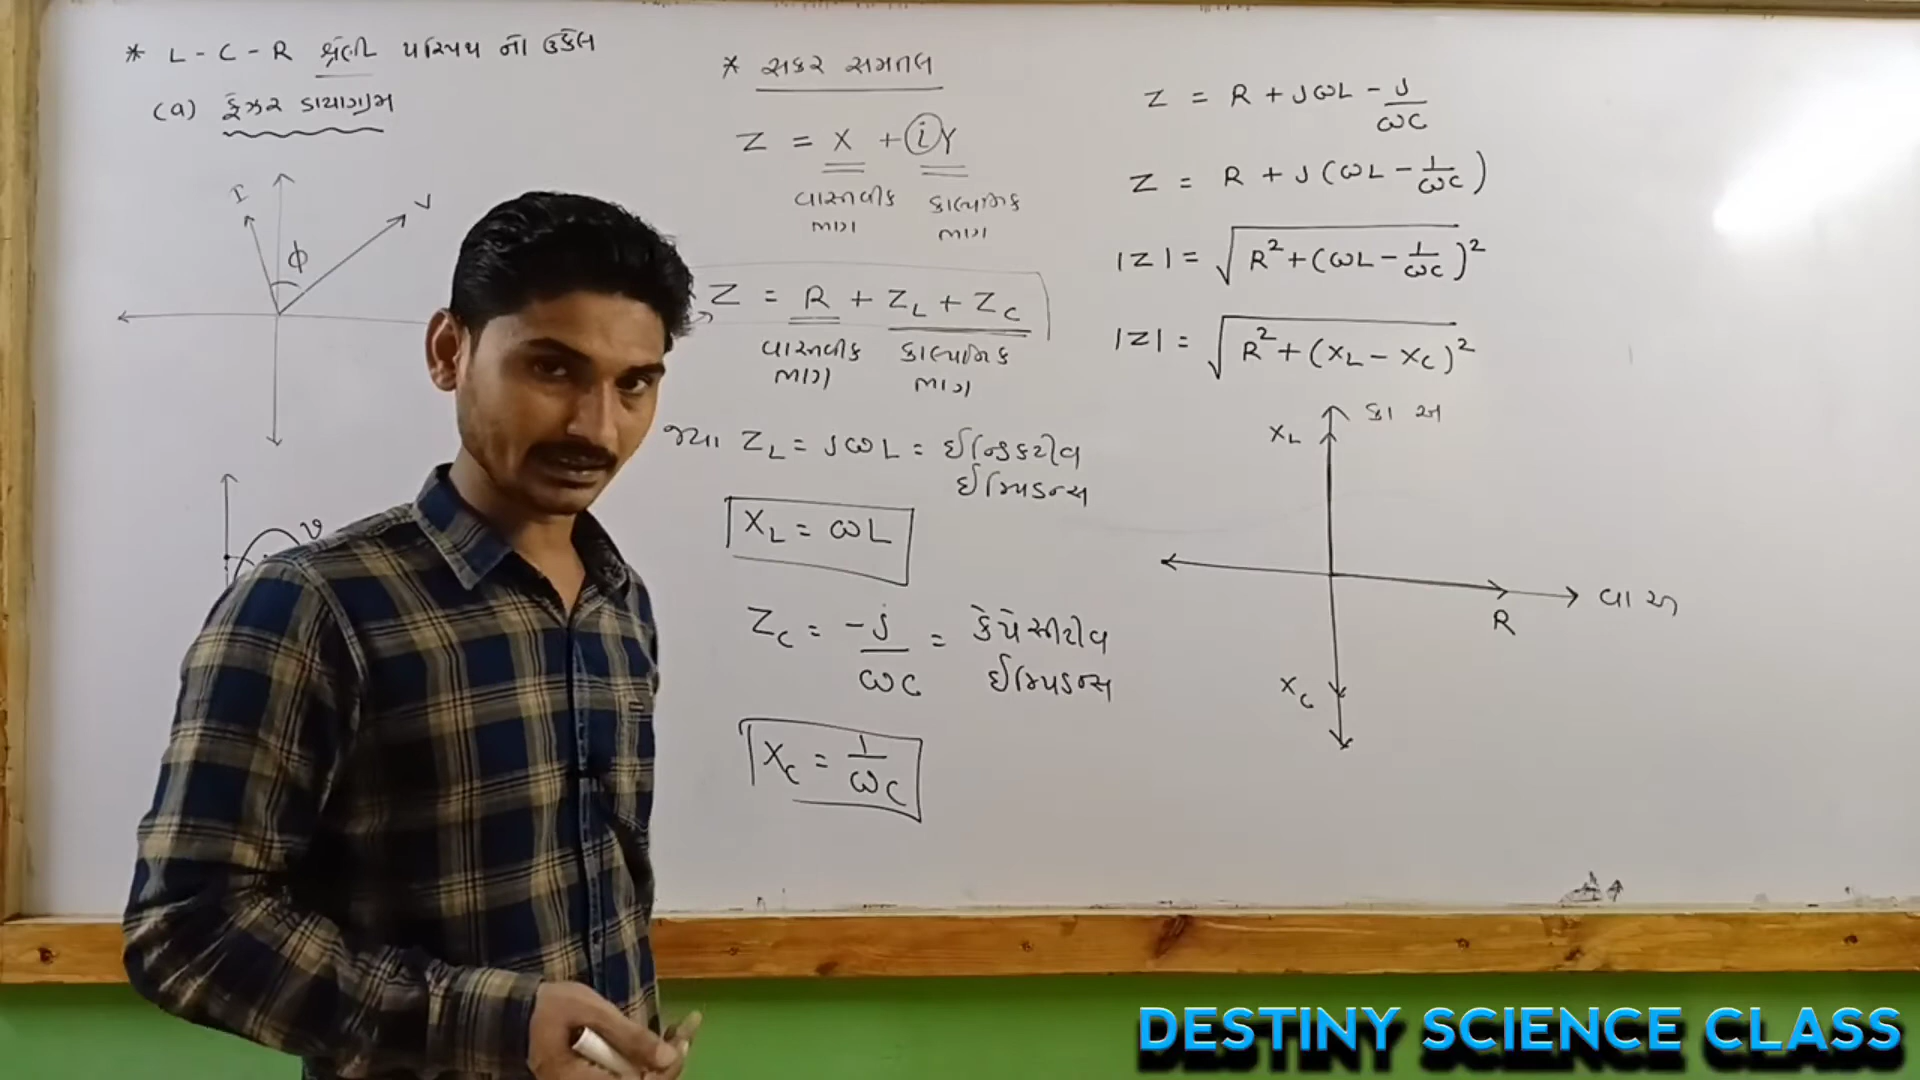 * L - C - R શ્રેણી પરિપથ નો ઉકેલ
(a) ફેઝર ડાયાગ્રામ
I
V
ϕ
* સંકર સમતલ
Z = X + iY
વાસ્તવીક
ભાગ
કાલ્પનિક
ભાગ
Z = R + Z_L + Z_C
વાસ્તવીક
ભાગ
કાલ્પનિક
ભાગ
જ્યા Z_L = JωL = ઈન્ડકટીવ
ઈમ્પિડન્સ
X_L = ωL
Z_C = -j/ωC = કેપેસીટીવ
ઈમ્પિડન્સ
X_C = 1/ωC
Z = R + JωL - J/ωC
Z = R + J(ωL - 1/ωC)
|Z| = √(R² + (ωL - 1/ωC)²)
|Z| = √(R² + (X_L - X_C)²)
X_L
કા અ
વા અ
R
X_C
DESTINY SCIENCE CLASS